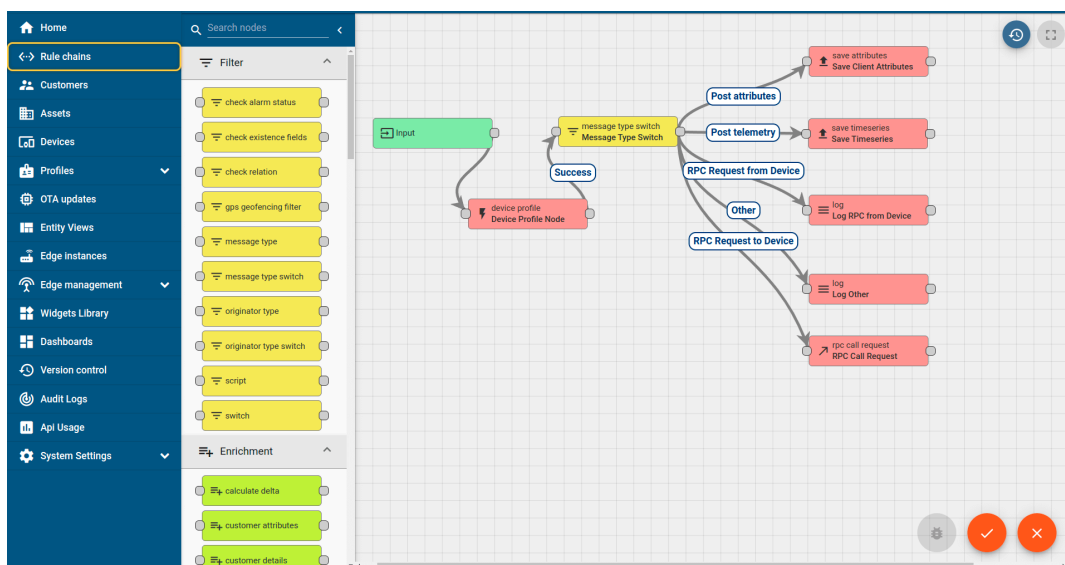 Home
Rule chains
Customers
Assets
Devices
Profiles
OTA updates
Entity Views
Edge instances
Edge management
Widgets Library
Dashboards
Version control
Audit Logs
Api Usage
System Settings
Search nodes
Filter
check alarm status
check existence fields
check relation
gps geofencing filter
message type
message type switch
originator type
originator type switch
script
switch
Enrichment
calculate delta
customer attributes
customer details
Input
device profile
Device Profile Node
Success
message type switch
Message Type Switch
Post attributes
Post telemetry
RPC Request from Device
Other
RPC Request to Device
save attributes
Save Client Attributes
save timeseries
Save Timeseries
log
Log RPC from Device
log
Log Other
rpc call request
RPC Call Request